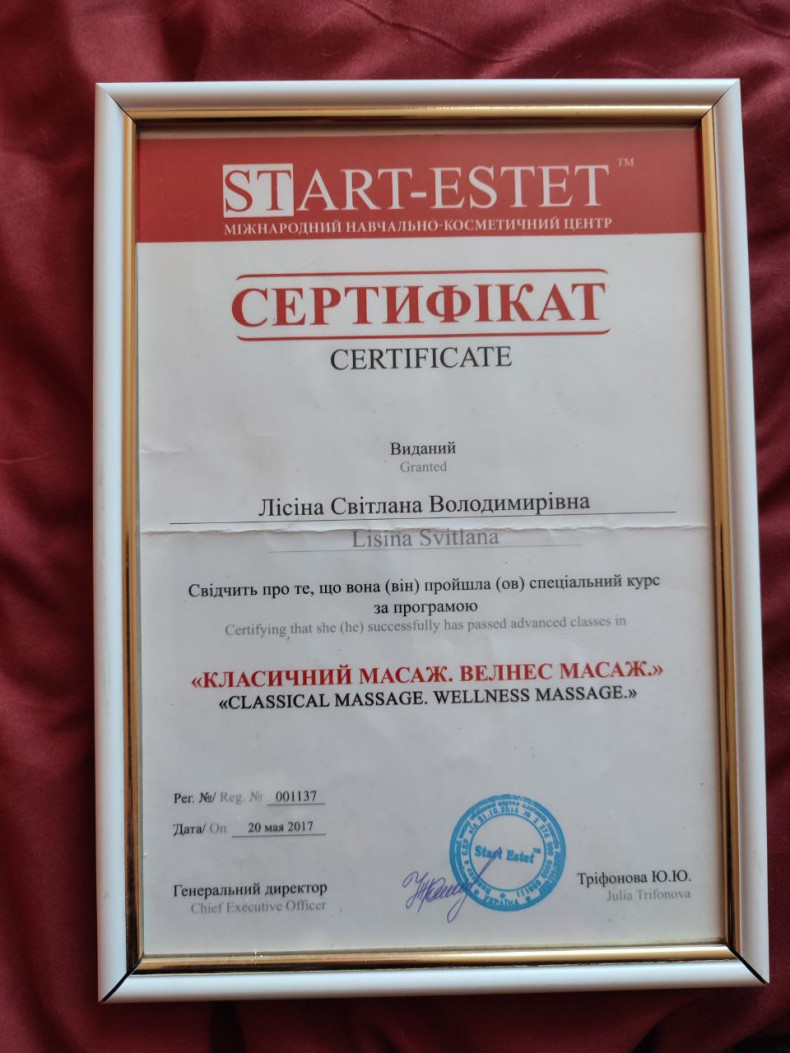 START-ESTET™
МІЖНАРОДНИЙ НАВЧАЛЬНО-КОСМЕТИЧНИЙ ЦЕНТР
СЕРТИФІКАТ
CERTIFICATE
Виданий
Granted
Лісіна Світлана Володимирівна
Lisina Svitlana
Свідчить про те, що вона (він) пройшла (ов) спеціальний курс
за програмою
Certifying that she (he) successfully has passed advanced classes in
«КЛАСИЧНИЙ МАСАЖ. ВЕЛНЕС МАСАЖ.»
«CLASSICAL MASSAGE. WELLNESS MASSAGE.»
Рег. №/ Reg. № 001137
Дата/ On 20 мая 2017
Start Estet™
УКРАЇНА
Генеральний директор
Chief Executive Officer
Тріфонова Ю.Ю.
Julia Trifonova